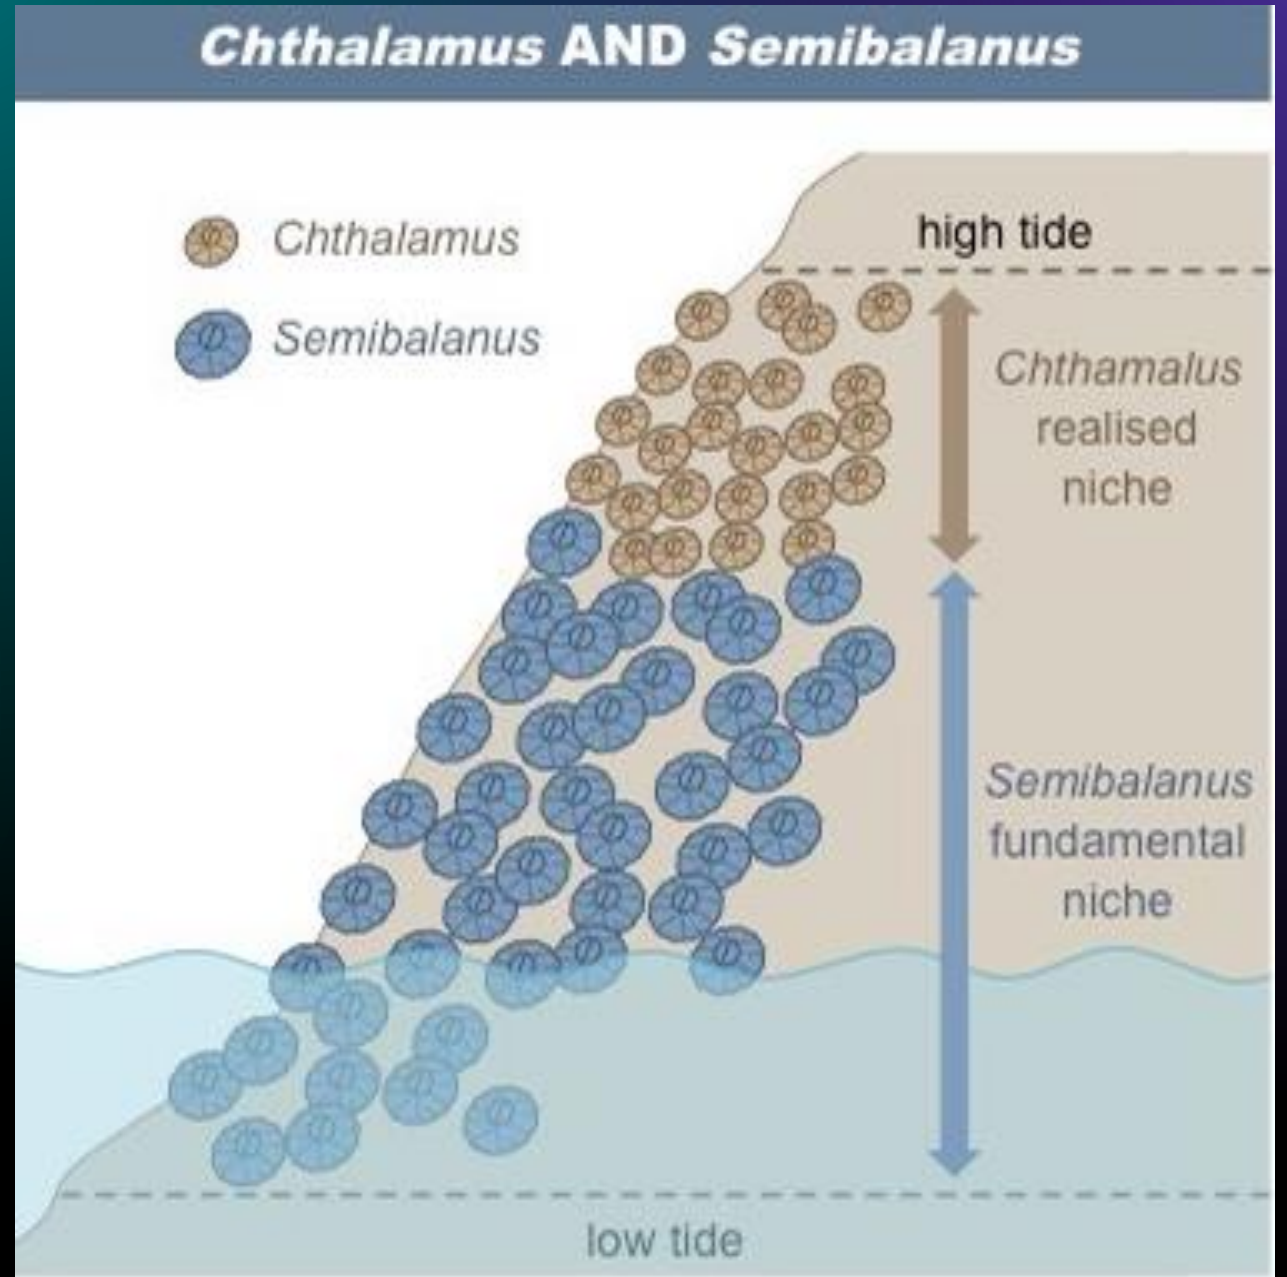 Chthalamus AND Semibalanus
Chthalamus
Semibalanus
high tide
Chthamalus
realised
niche
Semibalanus
fundamental
niche
low tide